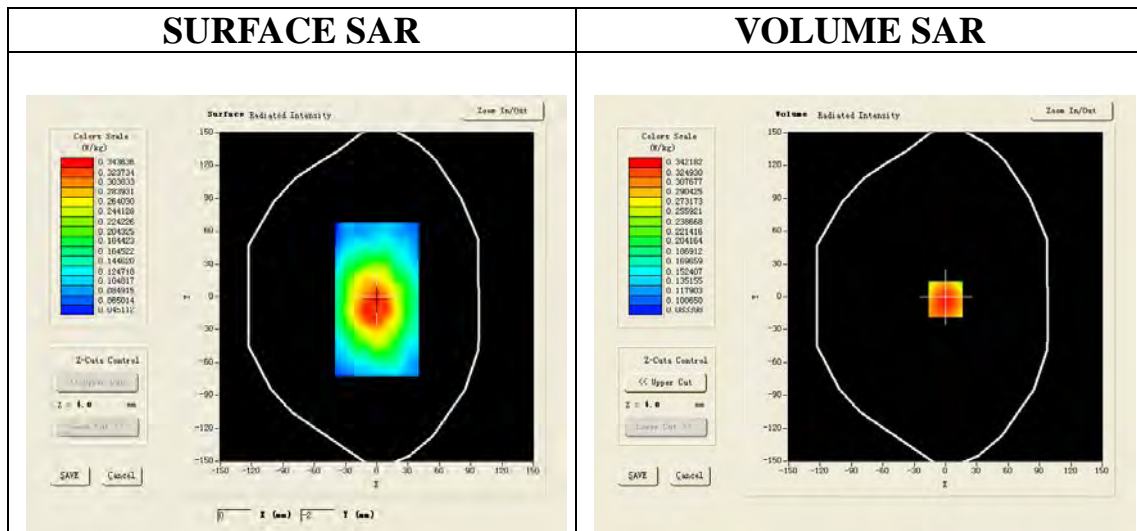 SURFACE SAR
VOLUME SAR
Surface Radiated Intensity
Zoom In/Out
Colors Scale
(W/kg)
0.343636
0.323734
0.303833
0.283931
0.264030
0.244128
0.224226
0.204325
0.184423
0.164522
0.144620
0.124718
0.104817
0.084915
0.065014
0.045112
150
120
90
60
30
0
-30
-60
-90
-120
-150
-150 -120 -90 -60 -30 0 30 60 90 120 150
Z-Cuts Control
Z = 4.0 mm
SAVE
Cancel
0 X (mm) -2 Y (mm)
Volume Radiated Intensity
Zoom In/Out
Colors Scale
(W/kg)
0.342182
0.324930
0.307677
0.290425
0.273173
0.255921
0.238668
0.221416
0.204164
0.186912
0.169659
0.152407
0.135155
0.117903
0.100650
0.083398
150
120
90
60
30
0
-30
-60
-90
-120
-150
-150 -120 -90 -60 -30 0 30 60 90 120 150
Z-Cuts Control
<< Upper Cut
Z = 4.0 mm
Lower Cut >>
SAVE
Cancel